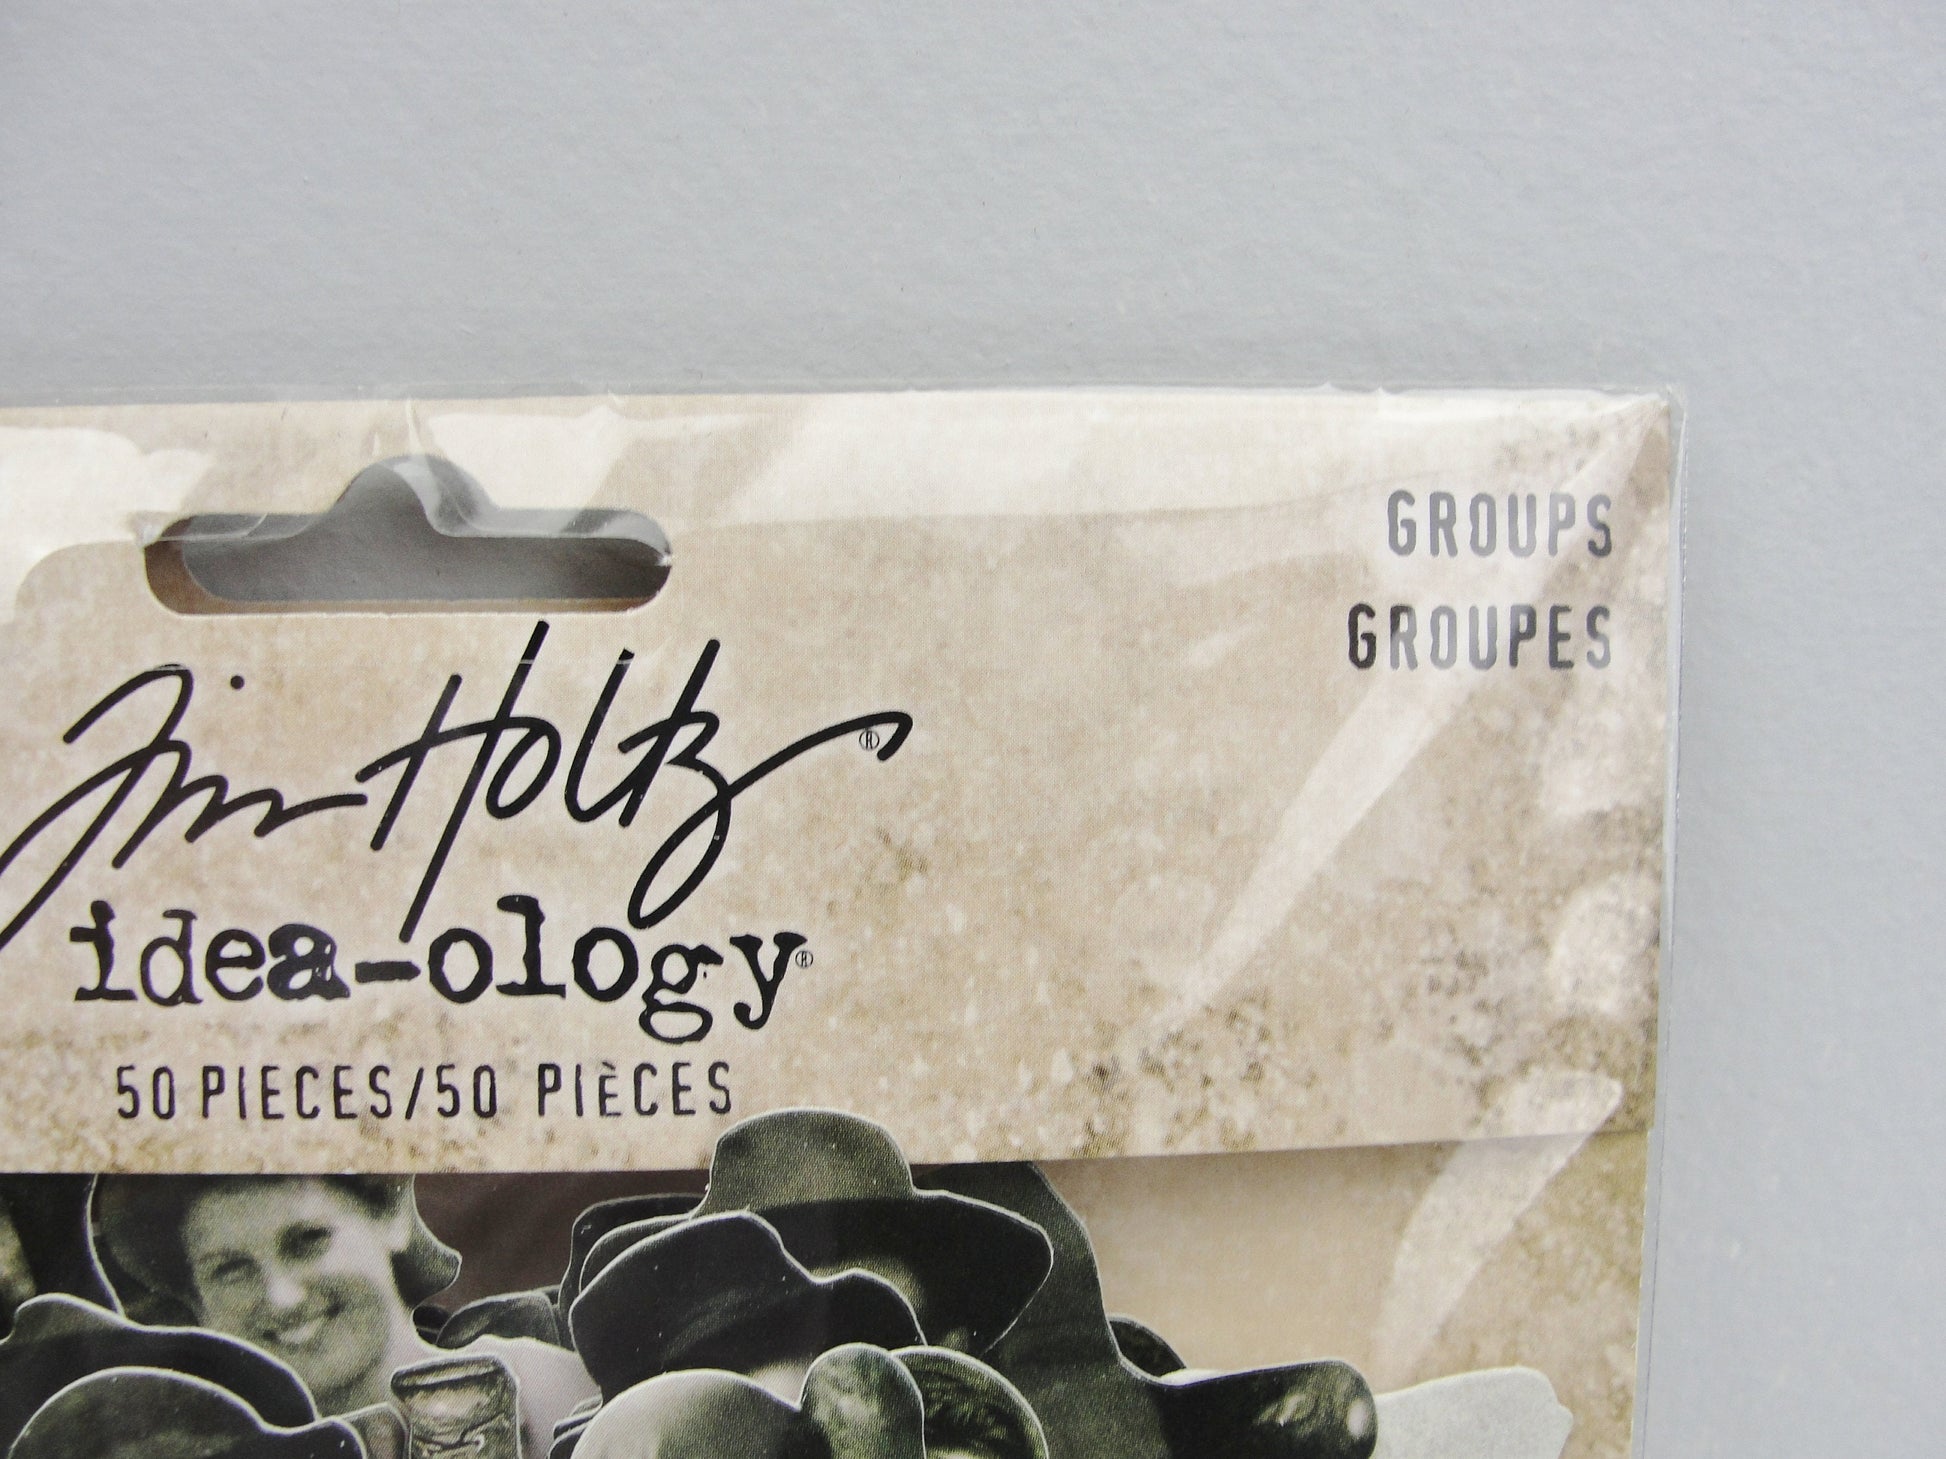 GROUPS
GROUPES
Tim Holtz®
idea-ology®
50 PIECES/50 PIÈCES